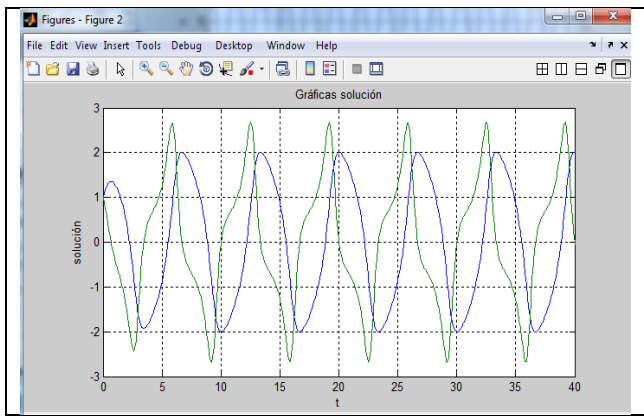 Figures - Figure 2
File Edit View Insert Tools Debug Desktop Window Help
Gráficas solución
3
2
1
0
-1
-2
-3
solución
0 5 10 15 20 25 30 35 40
t